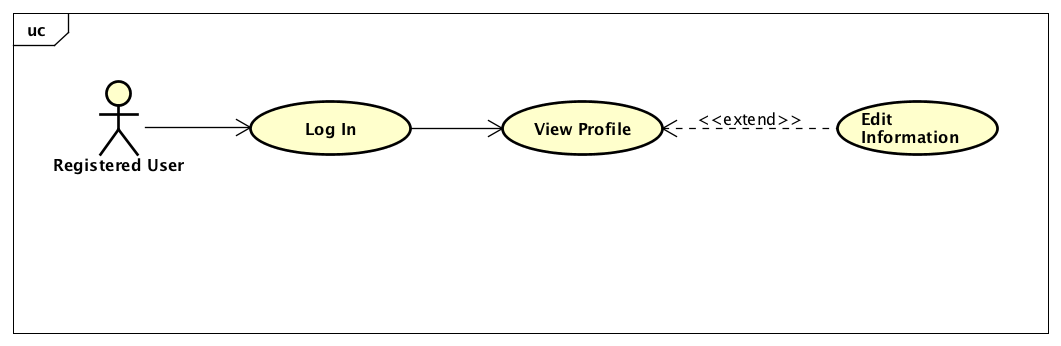 uc
Registered User
Log In
View Profile
<<extend>>
Edit
Information